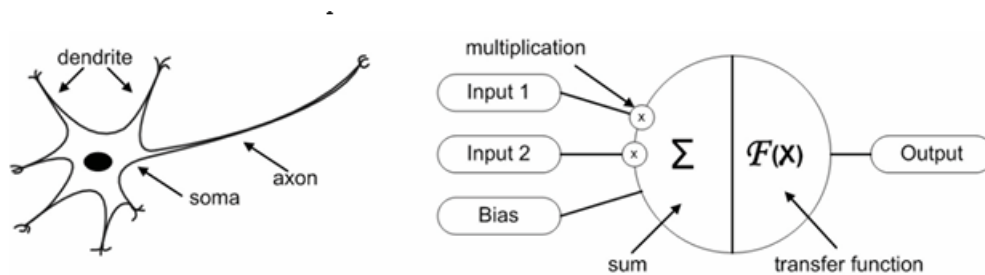 dendrite
axon
soma
multiplication
Input 1
x
Input 2
x
Bias
Σ
F(X)
Output
sum
transfer function